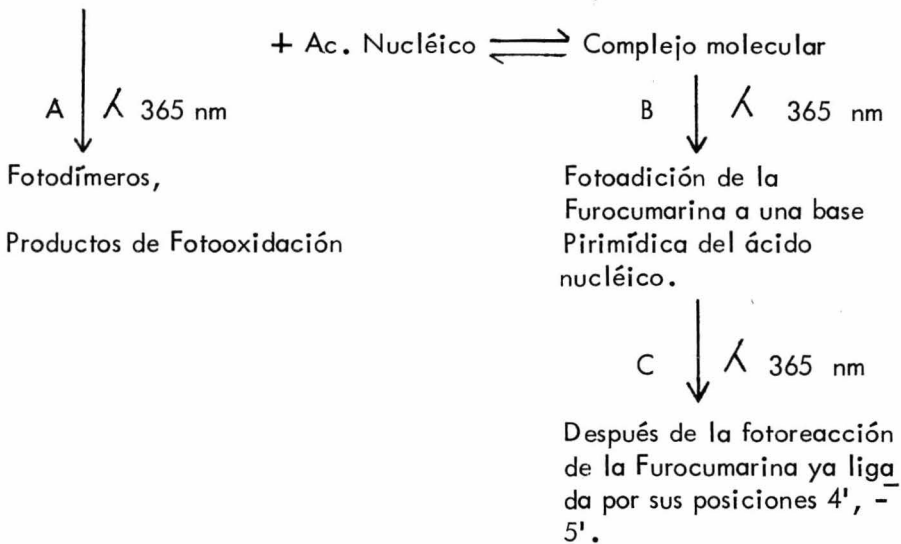 + Ac. Nucléico ⇌ Complejo molecular
A λ 365 nm
B λ 365 nm
Fotodímeros,
Productos de Fotooxidación
Fotoadición de la
Furocumarina a una base
Pirimídica del ácido
nucléico.
C λ 365 nm
Después de la fotoreacción
de la Furocumarina ya liga
da por sus posiciones 4', -
5'.